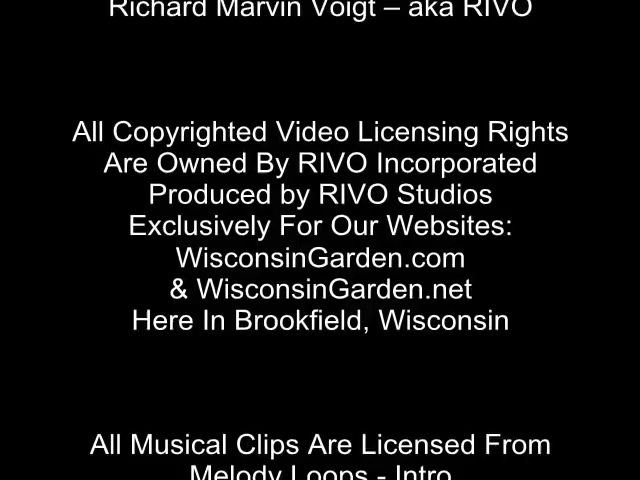 Richard Marvin Voigt – aka RIVO
All Copyrighted Video Licensing Rights
Are Owned By RIVO Incorporated
Produced by RIVO Studios
Exclusively For Our Websites:
WisconsinGarden.com
& WisconsinGarden.net
Here In Brookfield, Wisconsin
All Musical Clips Are Licensed From
Melody Loops - Intro